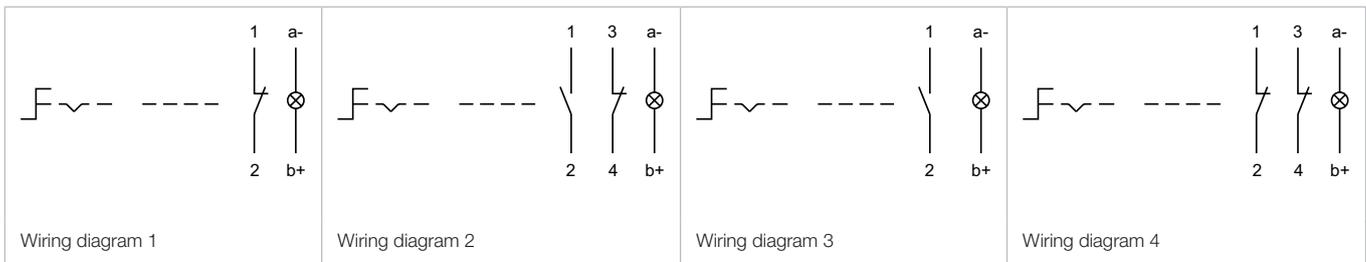 1 a- 1 3 a- 1 a- 1 3 a-
2 b+ 2 4 b+ 2 b+ 2 4 b+
Wiring diagram 1 Wiring diagram 2 Wiring diagram 3 Wiring diagram 4